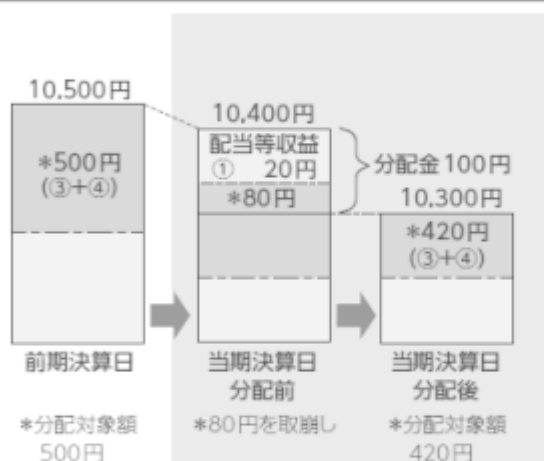 10,500円
*500円
(③+④)
前期決算日
*分配対象額
500円
10,400円
配当等収益
① 20円
*80円
分配金100円
当期決算日
分配前
*80円を取崩し
10,300円
*420円
(③+④)
当期決算日
分配後
*分配対象額
420円